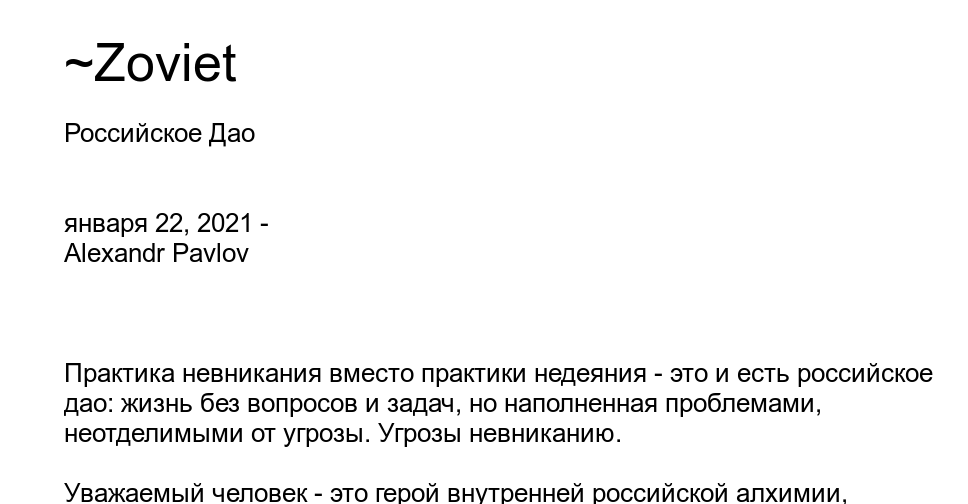 ~Zoviet
Российское Дао
января 22, 2021 -
Alexandr Pavlov
Практика невникания вместо практики недеяния - это и есть российское
дао: жизнь без вопросов и задач, но наполненная проблемами,
неотделимыми от угрозы. Угрозы невниканию.
Уважаемый человек - это герой внутренней российской алхимии,